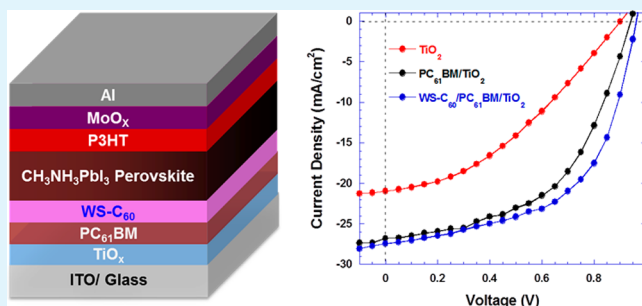 Al
MoOₓ
P3HT
CH₃NH₃PbI₃ Perovskite
WS-C₆₀
PC₆₁BM
TiOₓ
ITO/ Glass
Current Density (mA/cm²)
0
-5
-10
-15
-20
-25
-30
TiO₂
PC₆₁BM/TiO₂
WS-C₆₀/PC₆₁BM/TiO₂
0 0.2 0.4 0.6 0.8
Voltage (V)